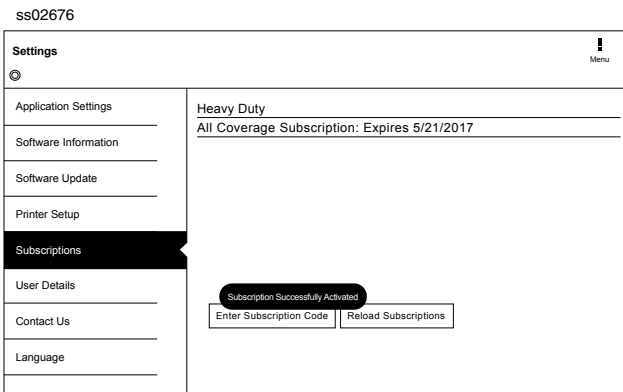 ss02676
Settings
Menu
Application Settings
Software Information
Software Update
Printer Setup
Subscriptions
User Details
Contact Us
Language
Heavy Duty
All Coverage Subscription: Expires 5/21/2017
Subscription Successfully Activated
Enter Subscription Code
Reload Subscriptions